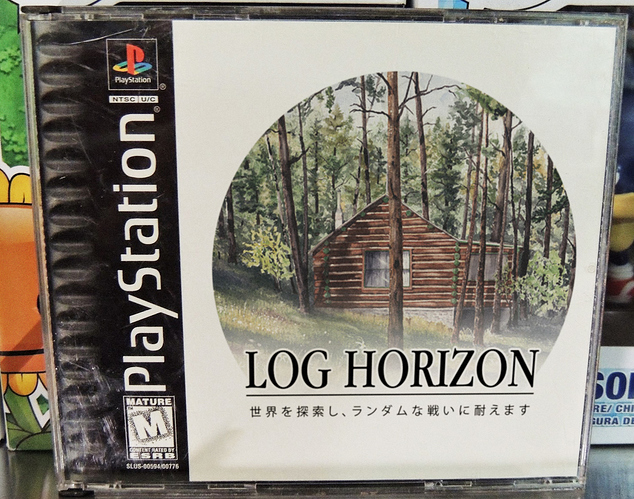 PlayStation
NTSC U/C
PlayStation
MATURE
M
CONTENT RATED BY
ESRB
SLUS-00594/00776
LOG HORIZON
世界を探索し、ランダムな戦いに耐えます